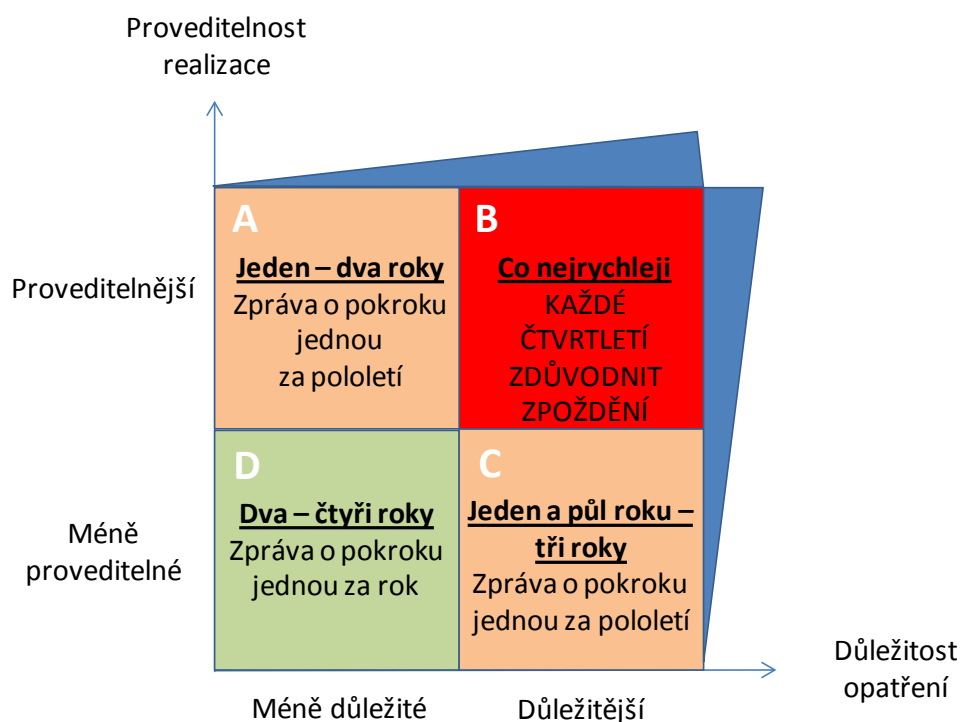 Proveditelnost
realizace
Proveditelnější
A
Jeden – dva roky
Zpráva o pokroku
jednou
za pololetí
B
Co nejrychleji
KAŽDÉ
ČTVRTLETÍ
ZDŮVODNIT
ZPOŽDĚNÍ
Méně
proveditelné
D
Dva – čtyři roky
Zpráva o pokroku
jednou za rok
C
Jeden a půl roku –
tři roky
Zpráva o pokroku
jednou za pololetí
Důležitost
opatření
Méně důležité
Důležitější